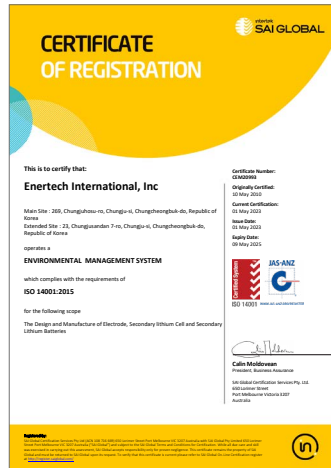 intertek
SAI GLOBAL
CERTIFICATE
OF REGISTRATION
This is to certify that:
Enertech International, Inc
Main Site : 269, Chungjuhosu-ro, Chungju-si, Chungcheongbuk-do, Republic of
Korea
Extended Site : 23, Chungjusandan 7-ro, Chungju-si, Chungcheongbuk-do,
Republic of Korea
operates a
ENVIRONMENTAL MANAGEMENT SYSTEM
which complies with the requirements of
ISO 14001:2015
for the following scope
The Design and Manufacture of Electrode, Secondary lithium Cell and Secondary
Lithium Batteries
Certificate Number:
CEM20993
Originally Certified:
10 May 2010
Current Certification:
01 May 2023
Issue Date:
01 May 2023
Expiry Date:
09 May 2025
Certified System
ISO 14001
JAS-ANZ
Calin Moldovean
President, Business Assurance
SAI Global Certification Services Pty. Ltd.
650 Lorimer Street
Port Melbourne Victoria 3207
Australia
in